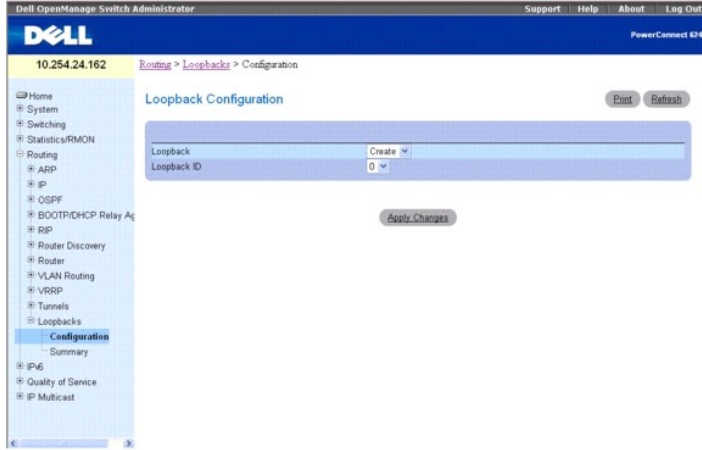 Dell OpenManage Switch Administrator
Support Help About Log Out
DELL
PowerConnect 624
10.254.24.162
Routing > Loopbacks > Configuration
Home
System
Switching
Statistics/RMON
Routing
ARP
IP
OSPF
BOOTP/DHCP Relay Ag
RIP
Router Discovery
Router
VLAN Routing
VRRP
Tunnels
Loopbacks
Configuration
Summary
IPv6
Quality of Service
IP Multicast
Loopback Configuration
Print Refresh
Loopback Create
Loopback ID 0
Apply Changes